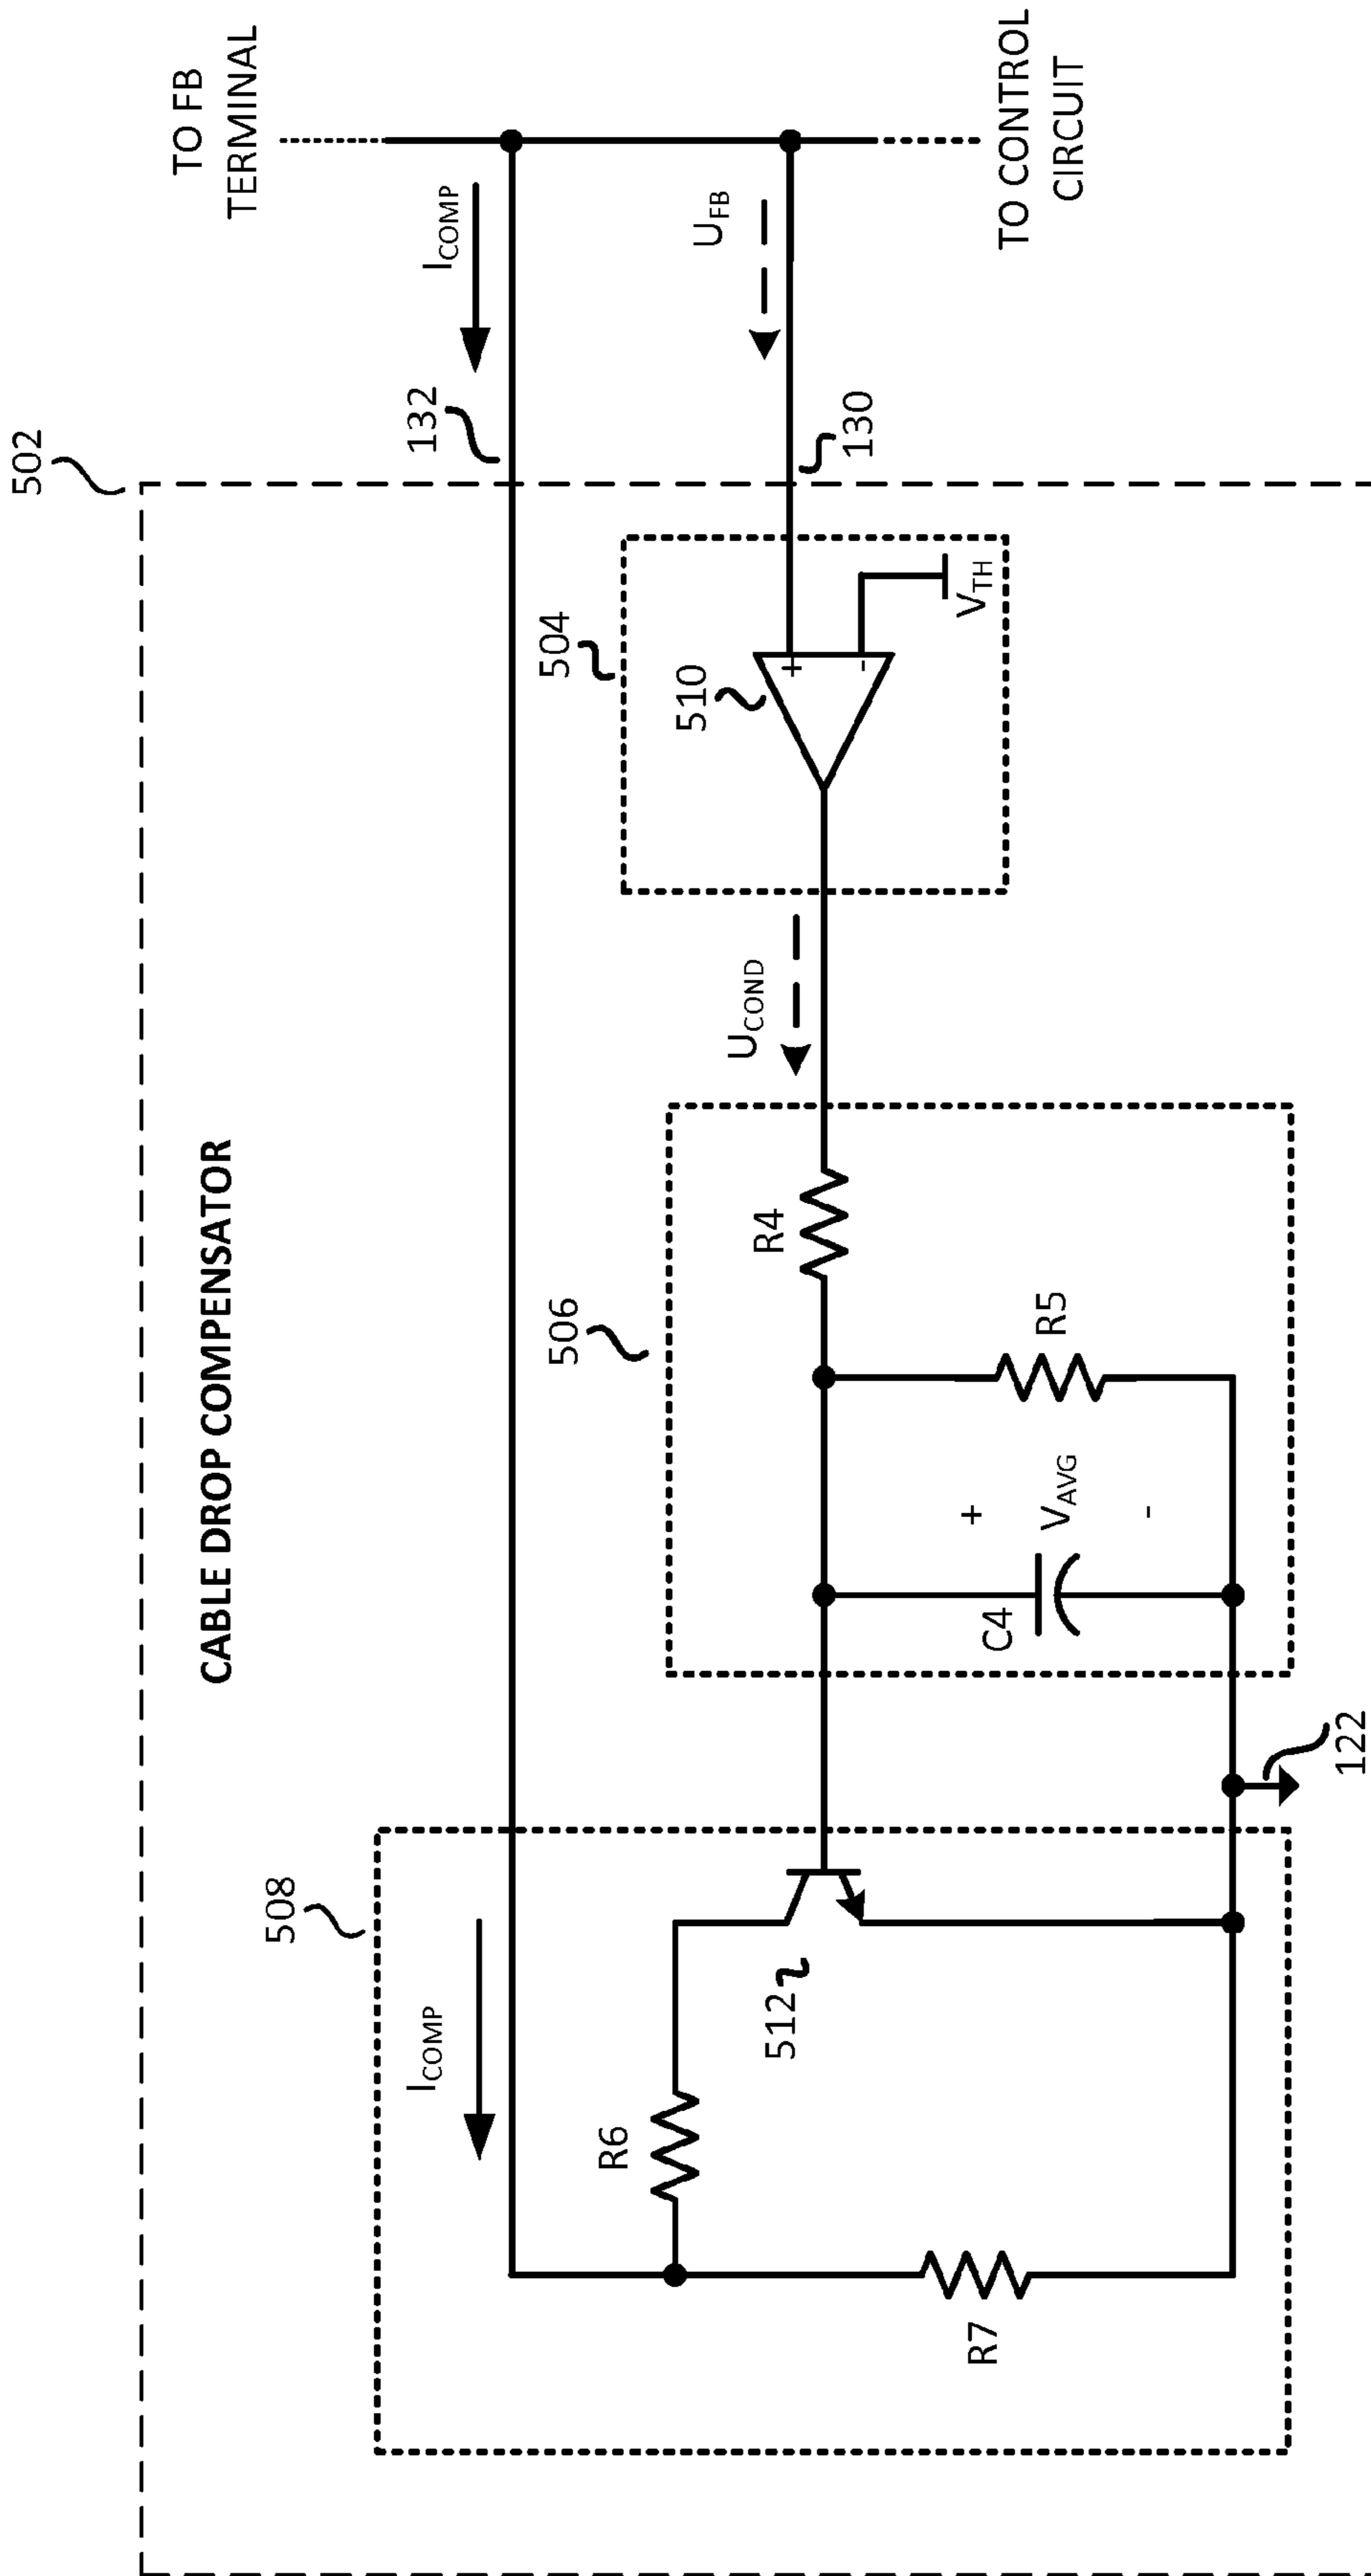 502
CABLE DROP COMPENSATOR
TO FB
TERMINAL
508
I_COMP
132
I_COMP
506
504
U_FB
R6
512
R4
U_COND
510
+
-
130
V_TH
R7
C4
+
V_AVG
-
R5
TO CONTROL
CIRCUIT
122